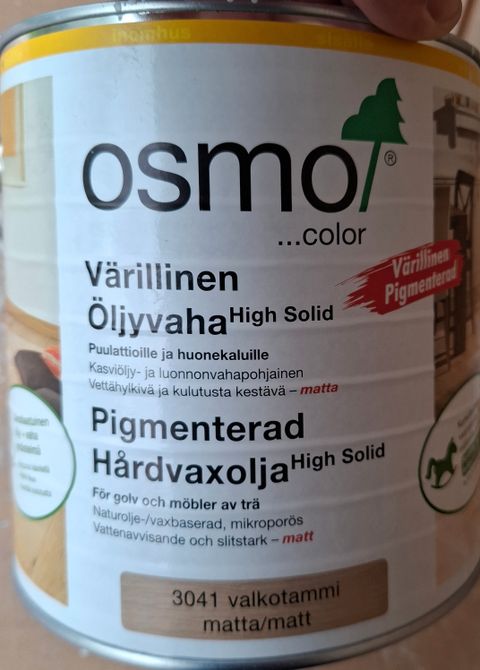 inomhus sisällä
osmo®
...color
Värillinen
Pigmenterad
Värillinen
Öljyvaha High Solid
Puulattioille ja huonekaluille
Kasviöljy- ja luonnonvahapohjainen
Vettähylkivä ja kulutusta kestävä – matta
Pigmenterad
Hårdvaxolja High Solid
För golv och möbler av trä
Naturolje-/vaxbaserad, mikroporös
Vattenavvisande och slitstark – matt
3041 valkotammi
matta/matt